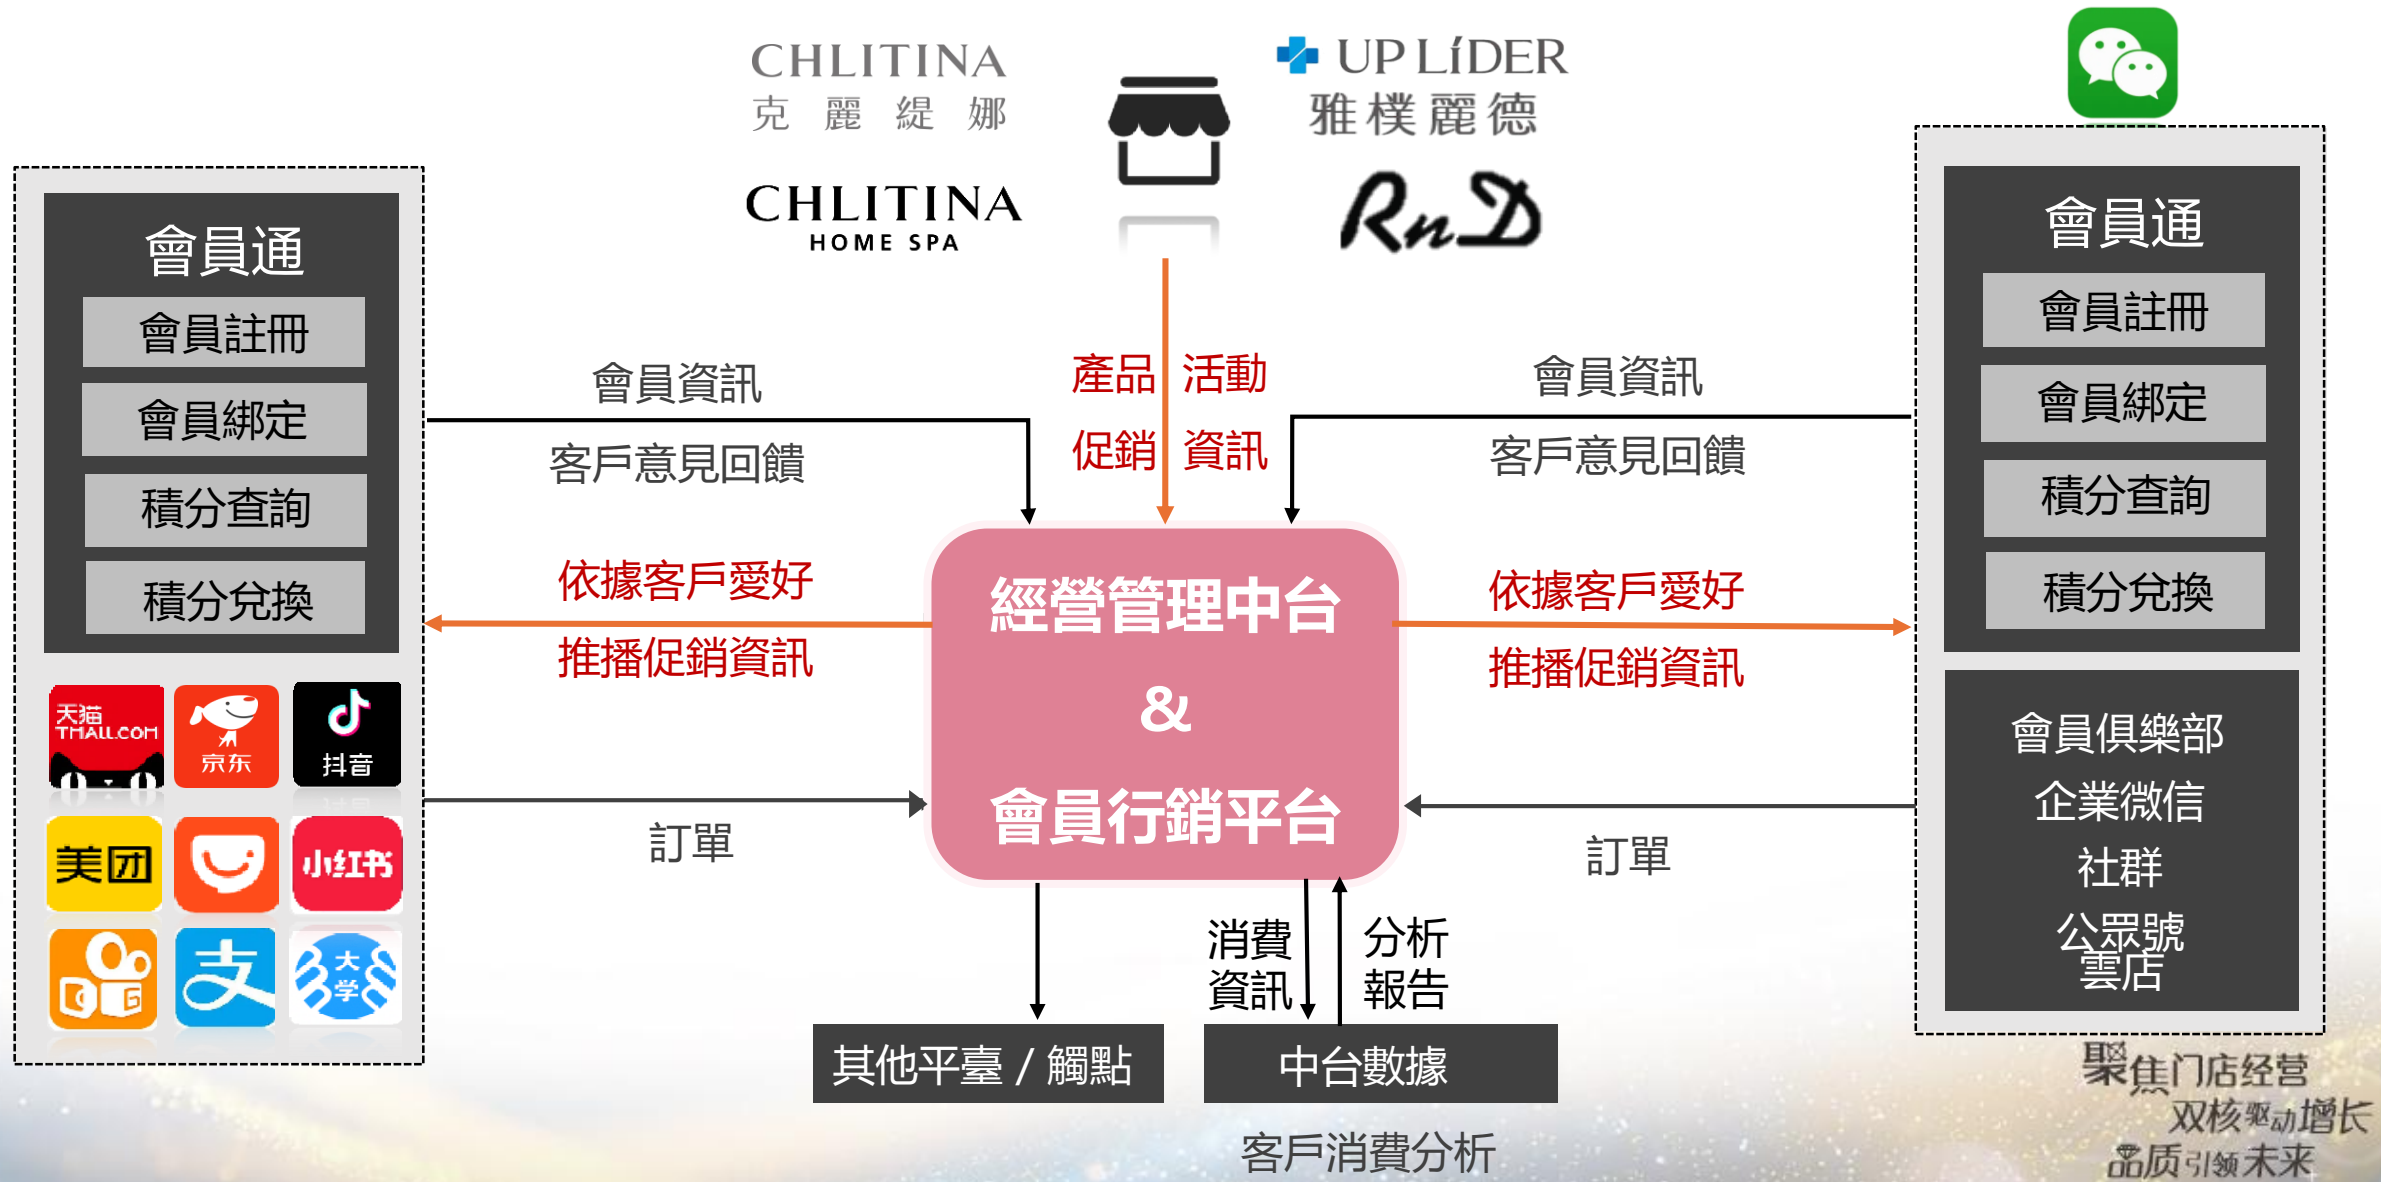 CHLITINA
克麗緹娜
CHLITINA
HOME SPA
UP LÍDER
雅樸麗德
RnD
會員通
會員註冊
會員綁定
積分查詢
積分兌換
天猫
THALL.COM
京东
抖音
美团
小红书
支
大
学
會員資訊
客戶意見回饋
依據客戶愛好
推播促銷資訊
訂單
產品 活動
促銷 資訊
經營管理中台
&
會員行銷平台
會員資訊
客戶意見回饋
依據客戶愛好
推播促銷資訊
訂單
會員通
會員註冊
會員綁定
積分查詢
積分兌換
會員俱樂部
企業微信
社群
公眾號
雲店
消費
資訊
分析
報告
其他平臺 / 觸點
中台數據
客戶消費分析
聚焦门店经营
双核驱动增长
品质引领未来